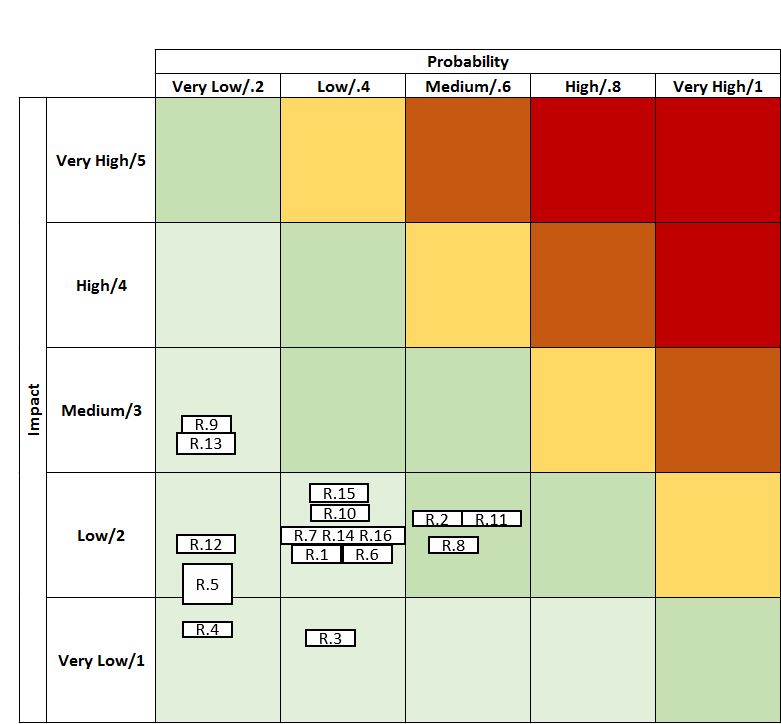 Probability
Very Low/.2 Low/.4 Medium/.6 High/.8 Very High/1
Impact
Very High/5
High/4
Medium/3
R.9
R.13
Low/2
R.15
R.10
R.2 R.11
R.7 R.14 R.16
R.12
R.8
R.1 R.6
R.5
Very Low/1
R.4
R.3